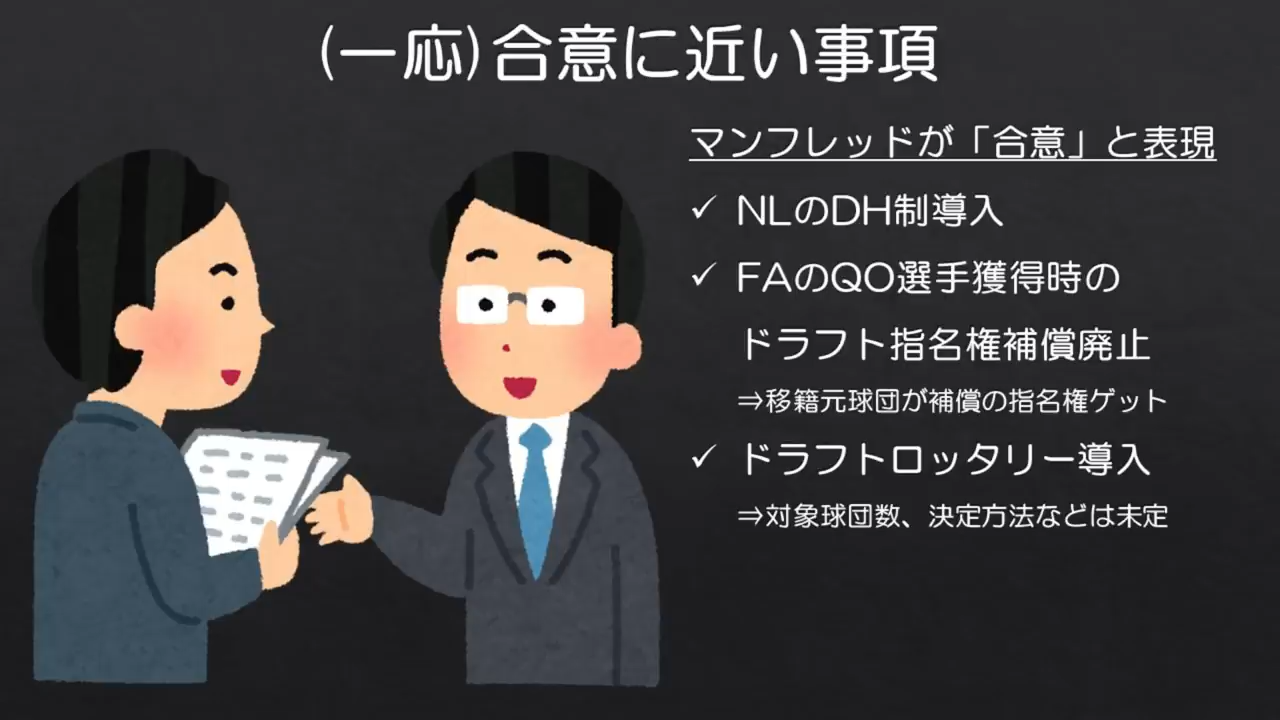 (一応)合意に近い事項
マンフレッドが「合意」と表現
✓ NLのDH制導入
✓ FAのQO選手獲得時の
ドラフト指名権補償廃止
⇒移籍元球団が補償の指名権ゲット
✓ ドラフトロッタリー導入
⇒対象球団数、決定方法などは未定